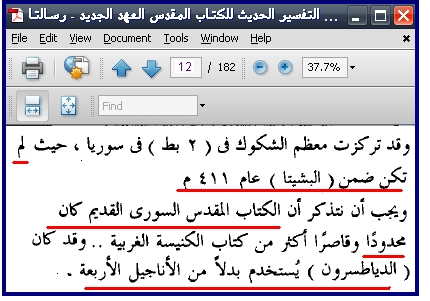 التفسير الحديث للكتاب المقدس العهد الجديد - رسالتا ...
File Edit View Document Tools Window Help
12 / 182 37.7%
Find
وقد تركزت معظم الشكوك فى ( ٢ بط ) فى سوريا ، حيث لم
تكن ضمن ( البشيتا ) عام ٤١١ م
ويجب أن نتذكر أن الكتاب المقدس السورى القديم كان
محدودًا وقاصرًا أكثر من كتاب الكنيسة الغربية .. وقد كان
( الدياطسرون ) يُستخدم بدلاً من الأناجيل الأربعة .